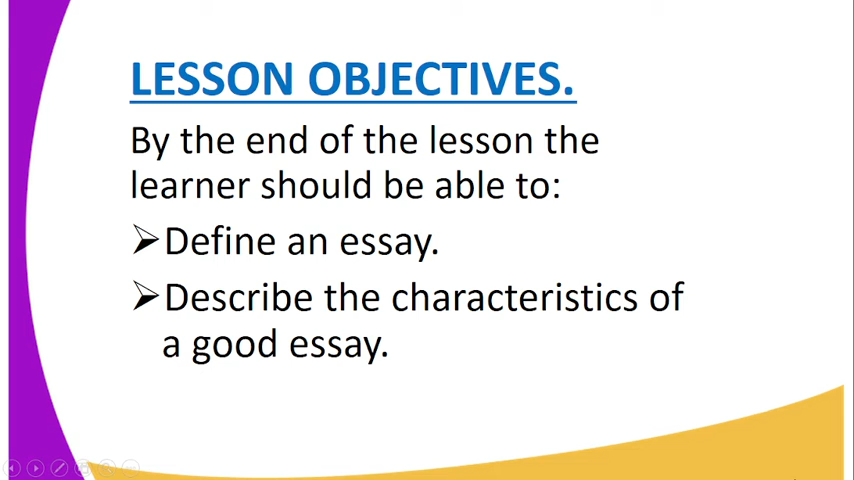 LESSON OBJECTIVES.
By the end of the lesson the
learner should be able to:
➢Define an essay.
➢Describe the characteristics of
a good essay.